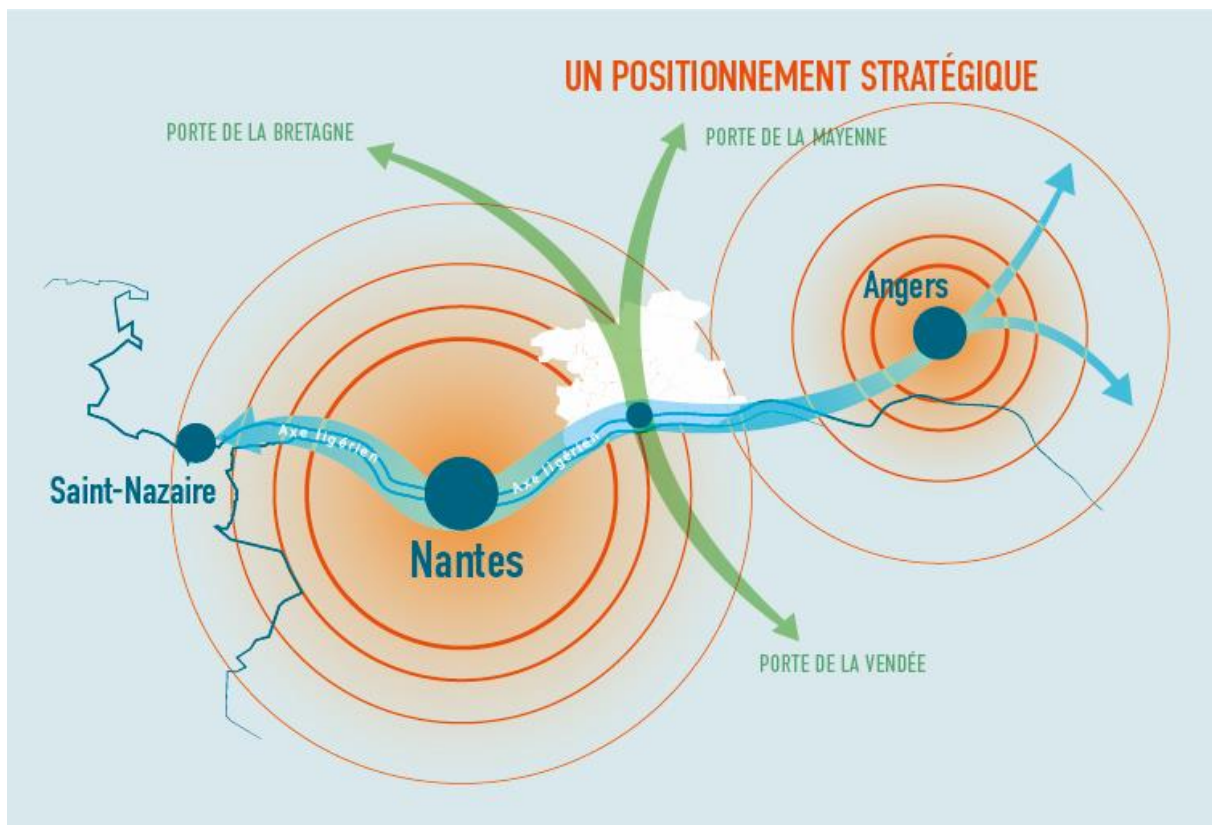 UN POSITIONNEMENT STRATÉGIQUE
PORTE DE LA BRETAGNE
PORTE DE LA MAYENNE
Angers
Axe ligérien
Axe ligérien
Saint-Nazaire
Nantes
PORTE DE LA VENDÉE